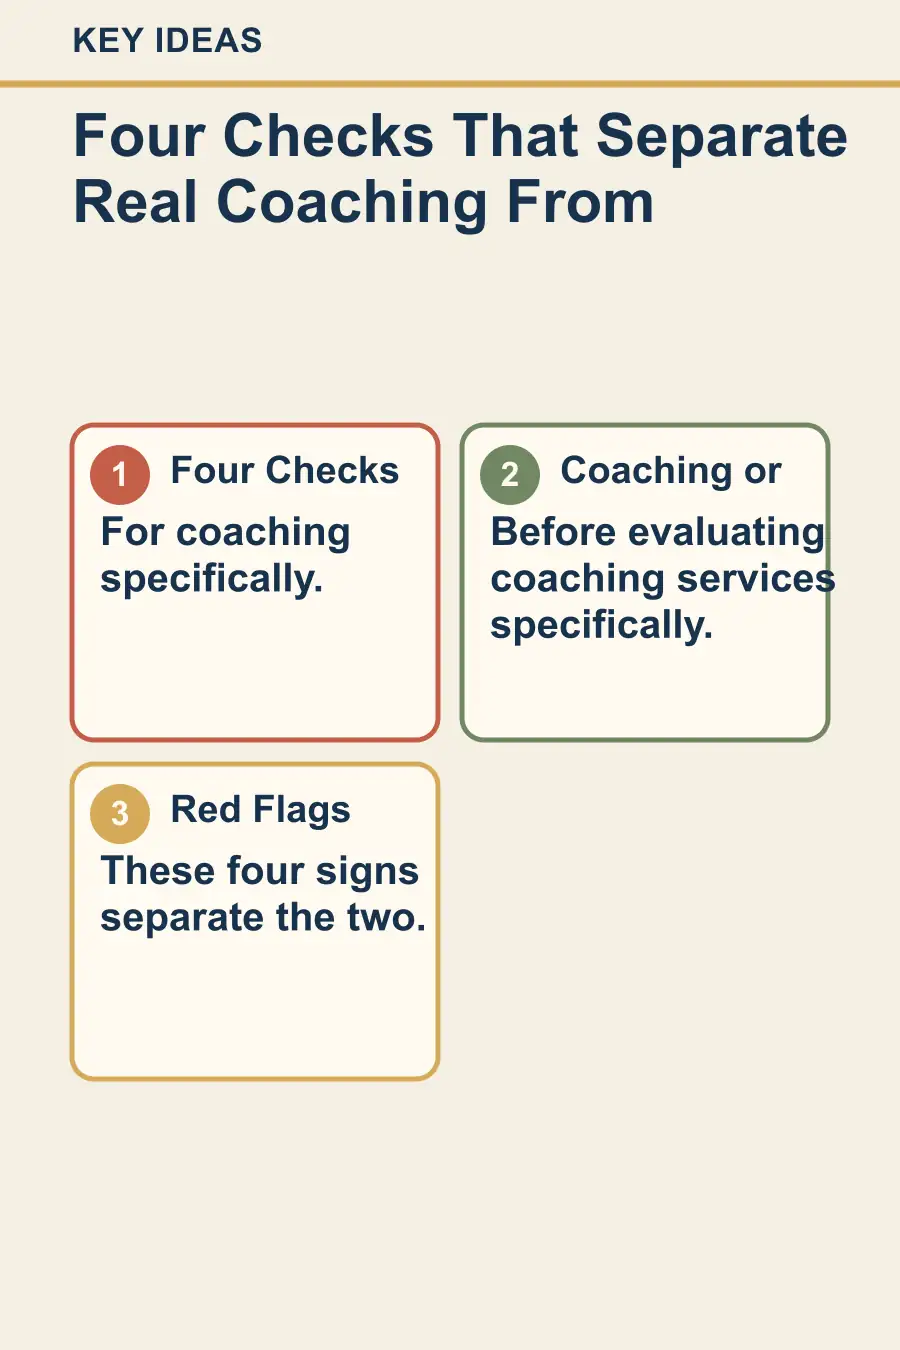 KEY IDEAS
Four Checks That Separate
Real Coaching From
1 Four Checks
For coaching
specifically.
2 Coaching or
Before evaluating
coaching services
specifically.
3 Red Flags
These four signs
separate the two.